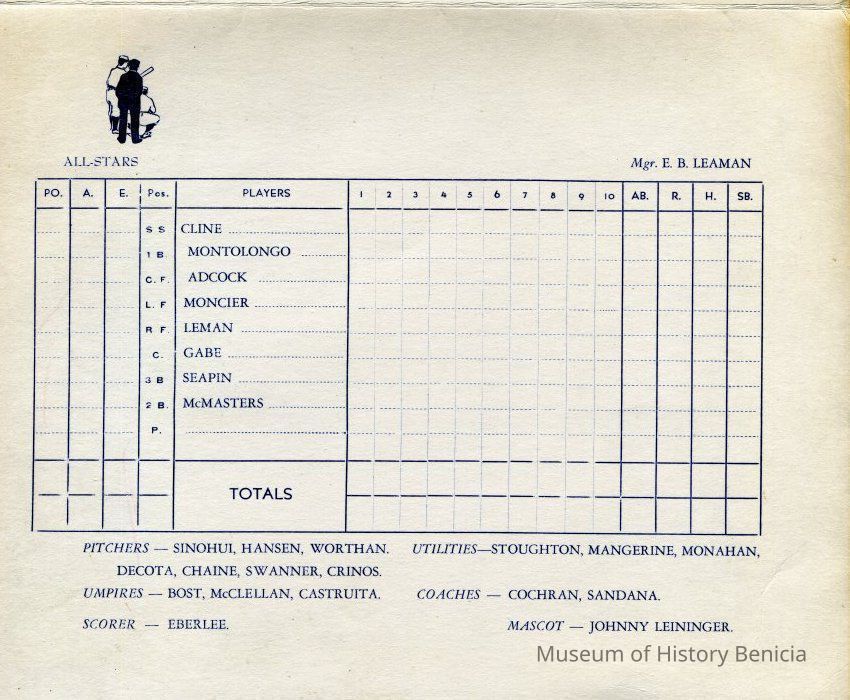 ALL-STARS Mgr. E. B. LEAMAN
PO. A. E. Pos. PLAYERS 1 2 3 4 5 6 7 8 9 10 AB. R. H. SB.
S S CLINE
1 B. MONTOLONGO
C. F. ADCOCK
L. F MONCIER
R F. LEMAN
C. GABE
3 B SEAPIN
2 B. McMASTERS
P.
TOTALS
PITCHERS — SINOHUI, HANSEN, WORTHAN. UTILITIES—STOUGHTON, MANGERINE, MONAHAN,
DECOTA, CHAINE, SWANNER, CRINOS.
UMPIRES — BOST, McCLELLAN, CASTRUITA. COACHES — COCHRAN, SANDANA.
SCORER — EBERLEE. MASCOT — JOHNNY LEININGER.
Museum of History Benicia